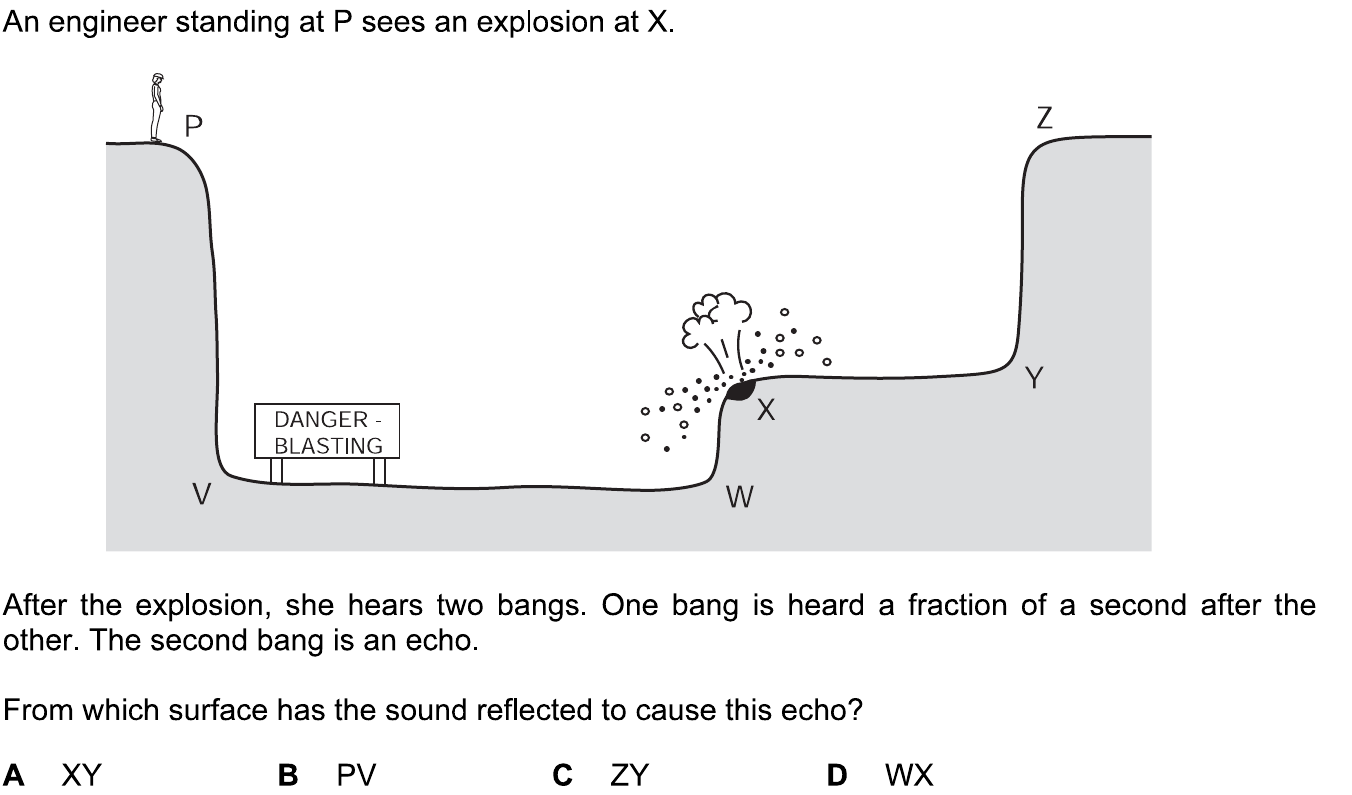 An engineer standing at P sees an explosion at X.
P
Z
DANGER -
BLASTING
X
Y
V
W
After the explosion, she hears two bangs. One bang is heard a fraction of a second after the
other. The second bang is an echo.
From which surface has the sound reflected to cause this echo?
A XY B PV C ZY D WX